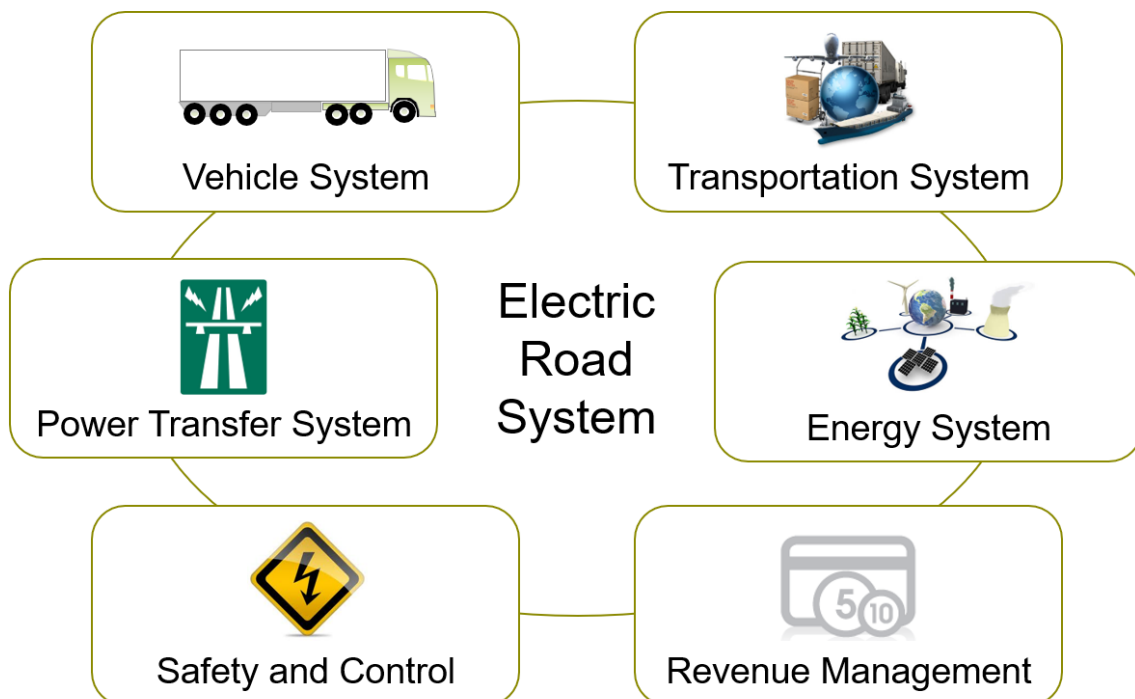 Vehicle System
Transportation System
Electric
Road
System
Power Transfer System
Energy System
Safety and Control
5
10
Revenue Management